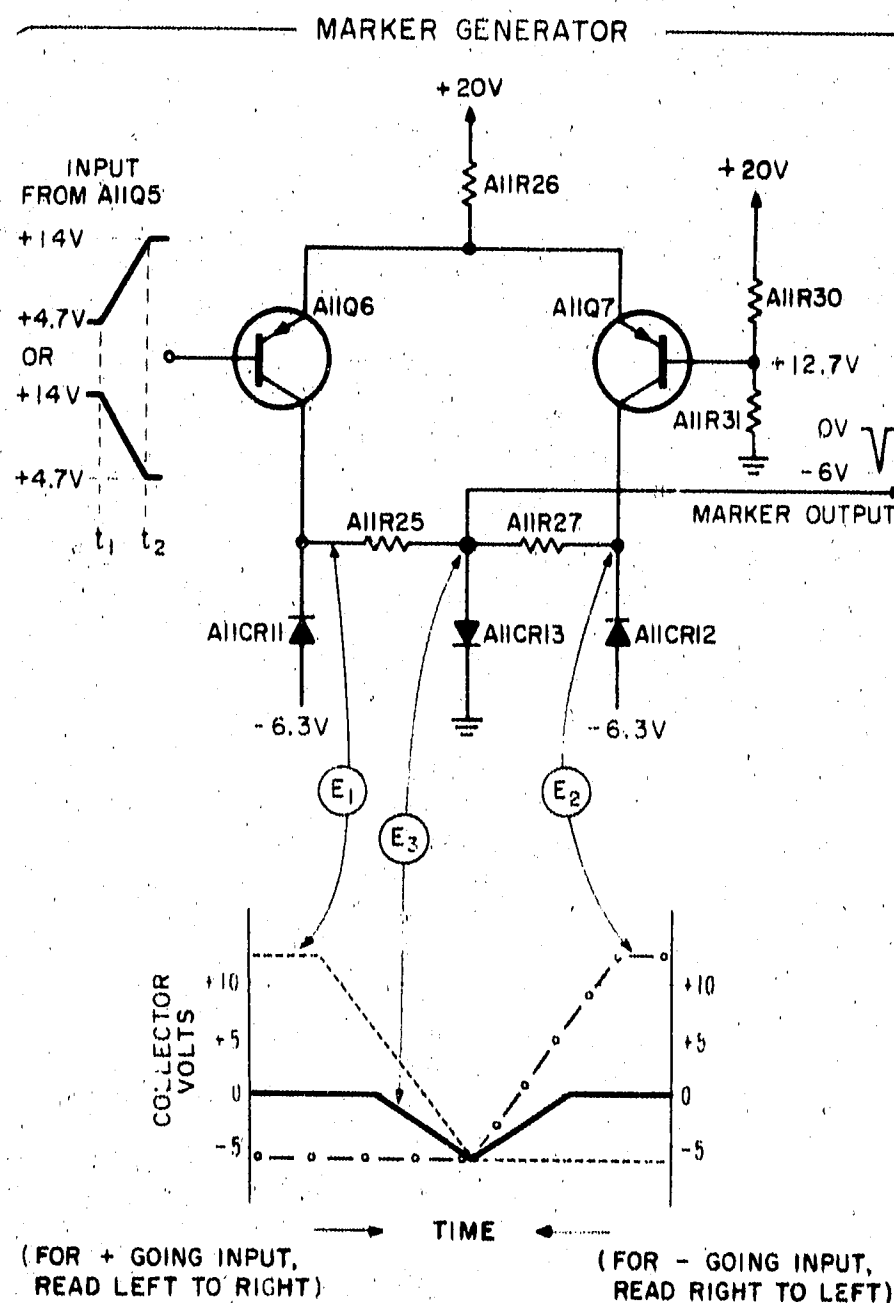 MARKER GENERATOR
+20V
INPUT
FROM A11Q5
A11R26
+20V
+14V
A11Q6
A11Q7
A11R30
+4.7V
OR
+12.7V
+14V
A11R31
0V
+4.7V
-6V
MARKER OUTPUT
t1 t2
A11R25
A11R27
A11CR11
A11CR13
A11CR12
-6.3V
-6.3V
E1
E2
E3
COLLECTOR
VOLTS
+10
+5
0
-5
+10
+5
0
-5
TIME
(FOR + GOING INPUT,
READ LEFT TO RIGHT)
(FOR - GOING INPUT,
READ RIGHT TO LEFT)